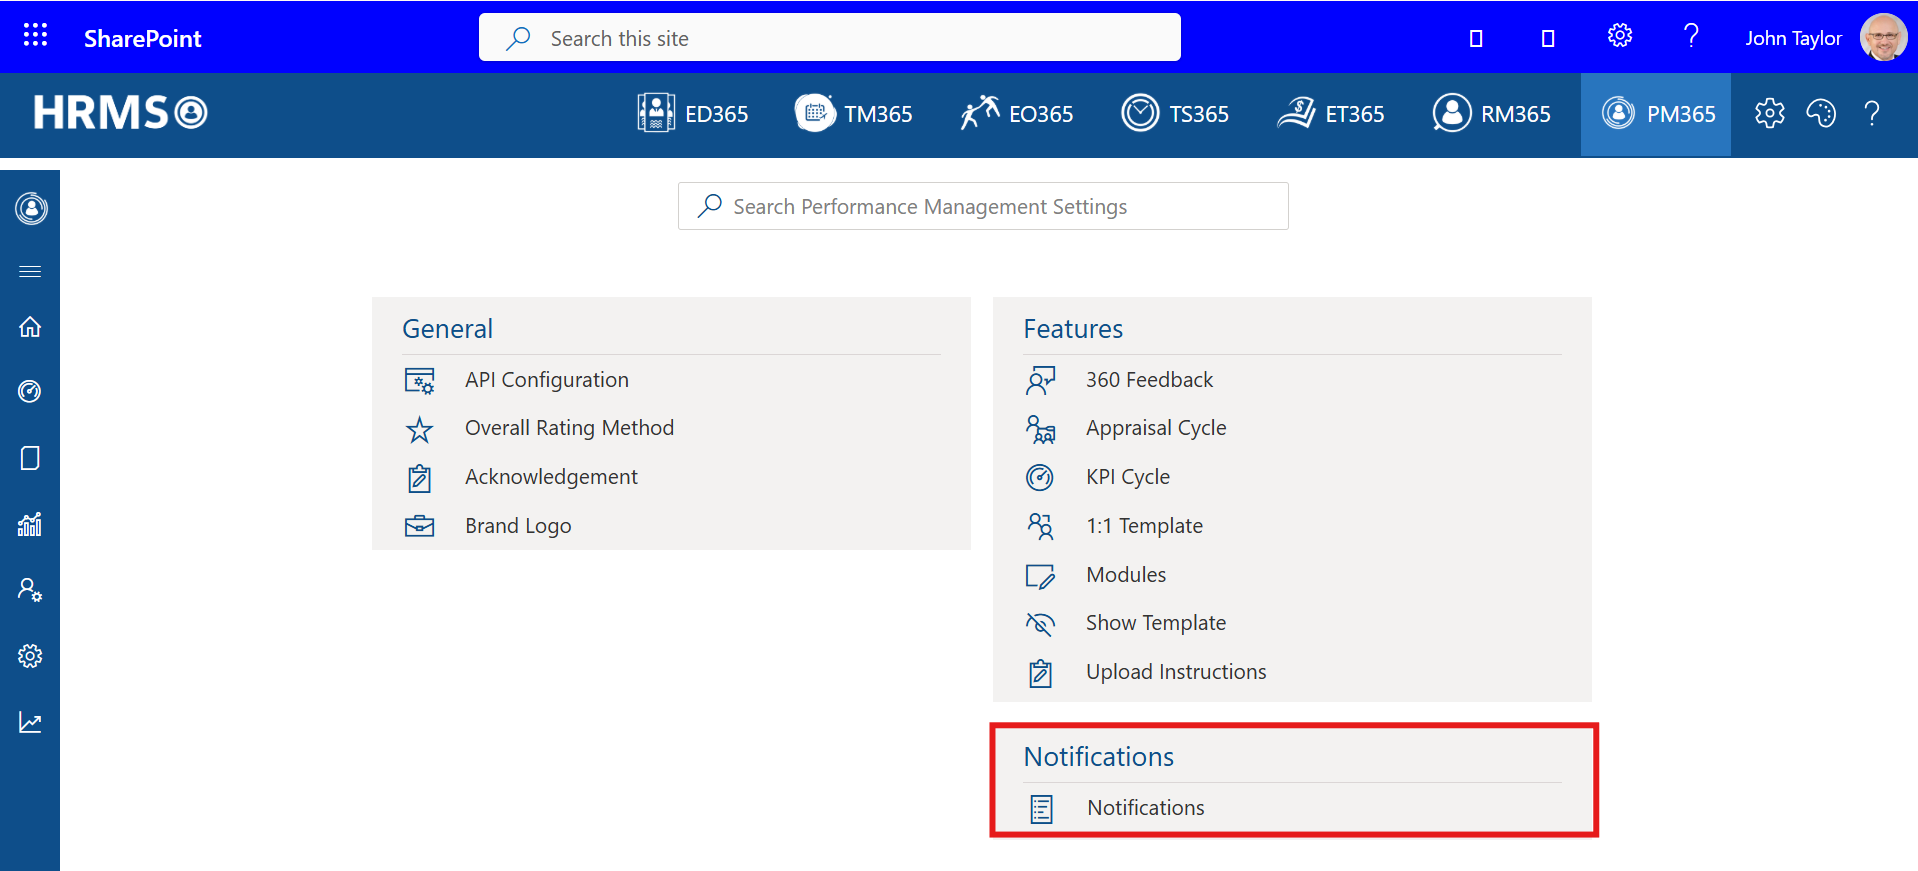 SharePoint
Search this site
John Taylor
HRMS
ED365
TM365
EO365
TS365
ET365
RM365
PM365
Search Performance Management Settings
General
API Configuration
Overall Rating Method
Acknowledgement
Brand Logo
Features
360 Feedback
Appraisal Cycle
KPI Cycle
1:1 Template
Modules
Show Template
Upload Instructions
Notifications
Notifications